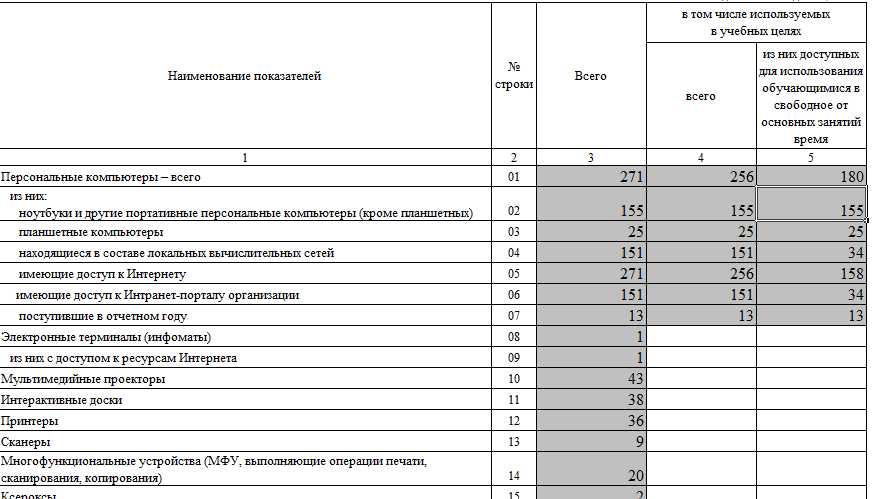 в том числе используемых
в учебных целях
Наименование показателей
№
строки
Всего
всего
из них доступных
для использования
обучающимися в
свободное от
основных занятий
время
1 2 3 4 5
Персональные компьютеры – всего 01 271 256 180
из них:
ноутбуки и другие портативные персональные компьютеры (кроме планшетных) 02 155 155 155
планшетные компьютеры 03 25 25 25
находящиеся в составе локальных вычислительных сетей 04 151 151 34
имеющие доступ к Интернету 05 271 256 158
имеющие доступ к Интранет-порталу организации 06 151 151 34
поступившие в отчетном году 07 13 13 13
Электронные терминалы (инфоматы) 08 1
из них с доступом к ресурсам Интернета 09 1
Мультимедийные проекторы 10 43
Интерактивные доски 11 38
Принтеры 12 36
Сканеры 13 9
Многофункциональные устройства (МФУ, выполняющие операции печати,
сканирования, копирования) 14 20
Ксероксы 15 2